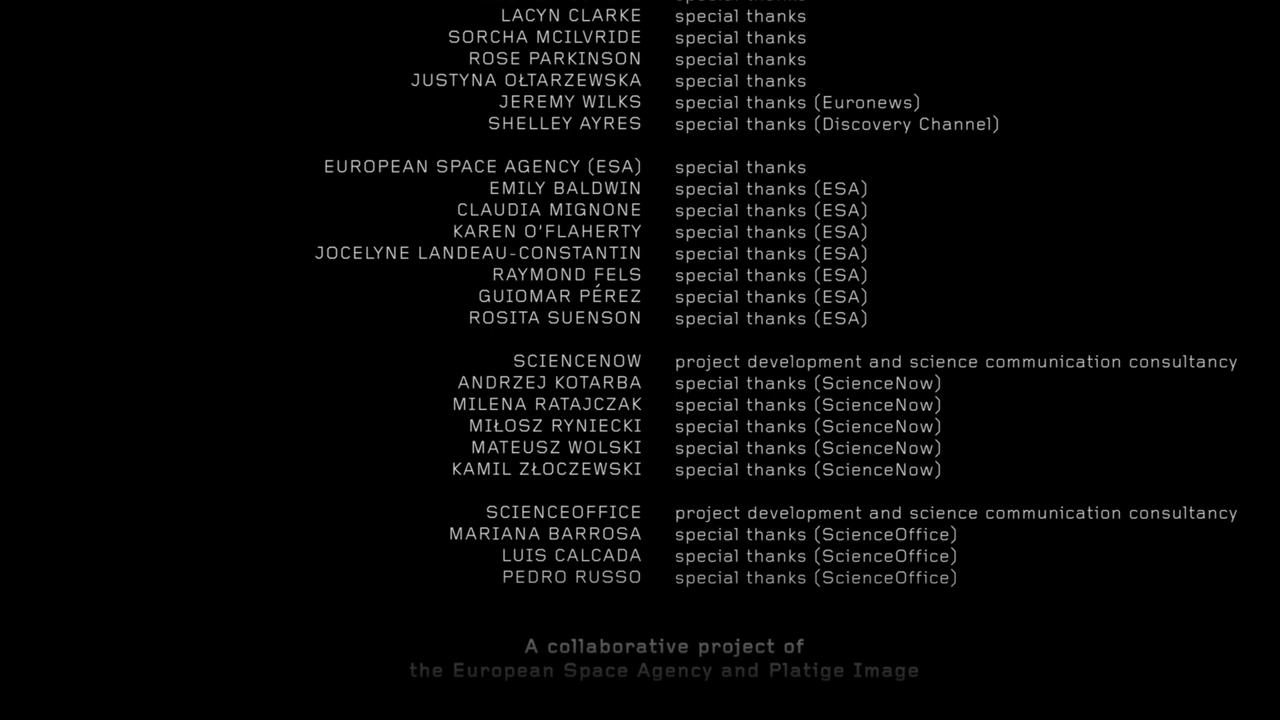 LACYN CLARKE special thanks
SORCHA MCILVRIDE special thanks
ROSE PARKINSON special thanks
JUSTYNA OŁTARZEWSKA special thanks
JEREMY WILKS special thanks (Euronews)
SHELLEY AYRES special thanks (Discovery Channel)
EUROPEAN SPACE AGENCY (ESA) special thanks
EMILY BALDWIN special thanks (ESA)
CLAUDIA MIGNONE special thanks (ESA)
KAREN O'FLAHERTY special thanks (ESA)
JOCELYNE LANDEAU-CONSTANTIN special thanks (ESA)
RAYMOND FELS special thanks (ESA)
GUIOMAR PÉREZ special thanks (ESA)
ROSITA SUENSON special thanks (ESA)
SCIENCENOW project development and science communication consultancy
ANDRZEJ KOTARBA special thanks (ScienceNow)
MILENA RATAJCZAK special thanks (ScienceNow)
MIŁOSZ RYNIECKI special thanks (ScienceNow)
MATEUSZ WOLSKI special thanks (ScienceNow)
KAMIL ZŁOCZEWSKI special thanks (ScienceNow)
SCIENCEOFFICE project development and science communication consultancy
MARIANA BARROSA special thanks (ScienceOffice)
LUIS CALCADA special thanks (ScienceOffice)
PEDRO RUSSO special thanks (ScienceOffice)
A collaborative project of
the European Space Agency and Platige Image